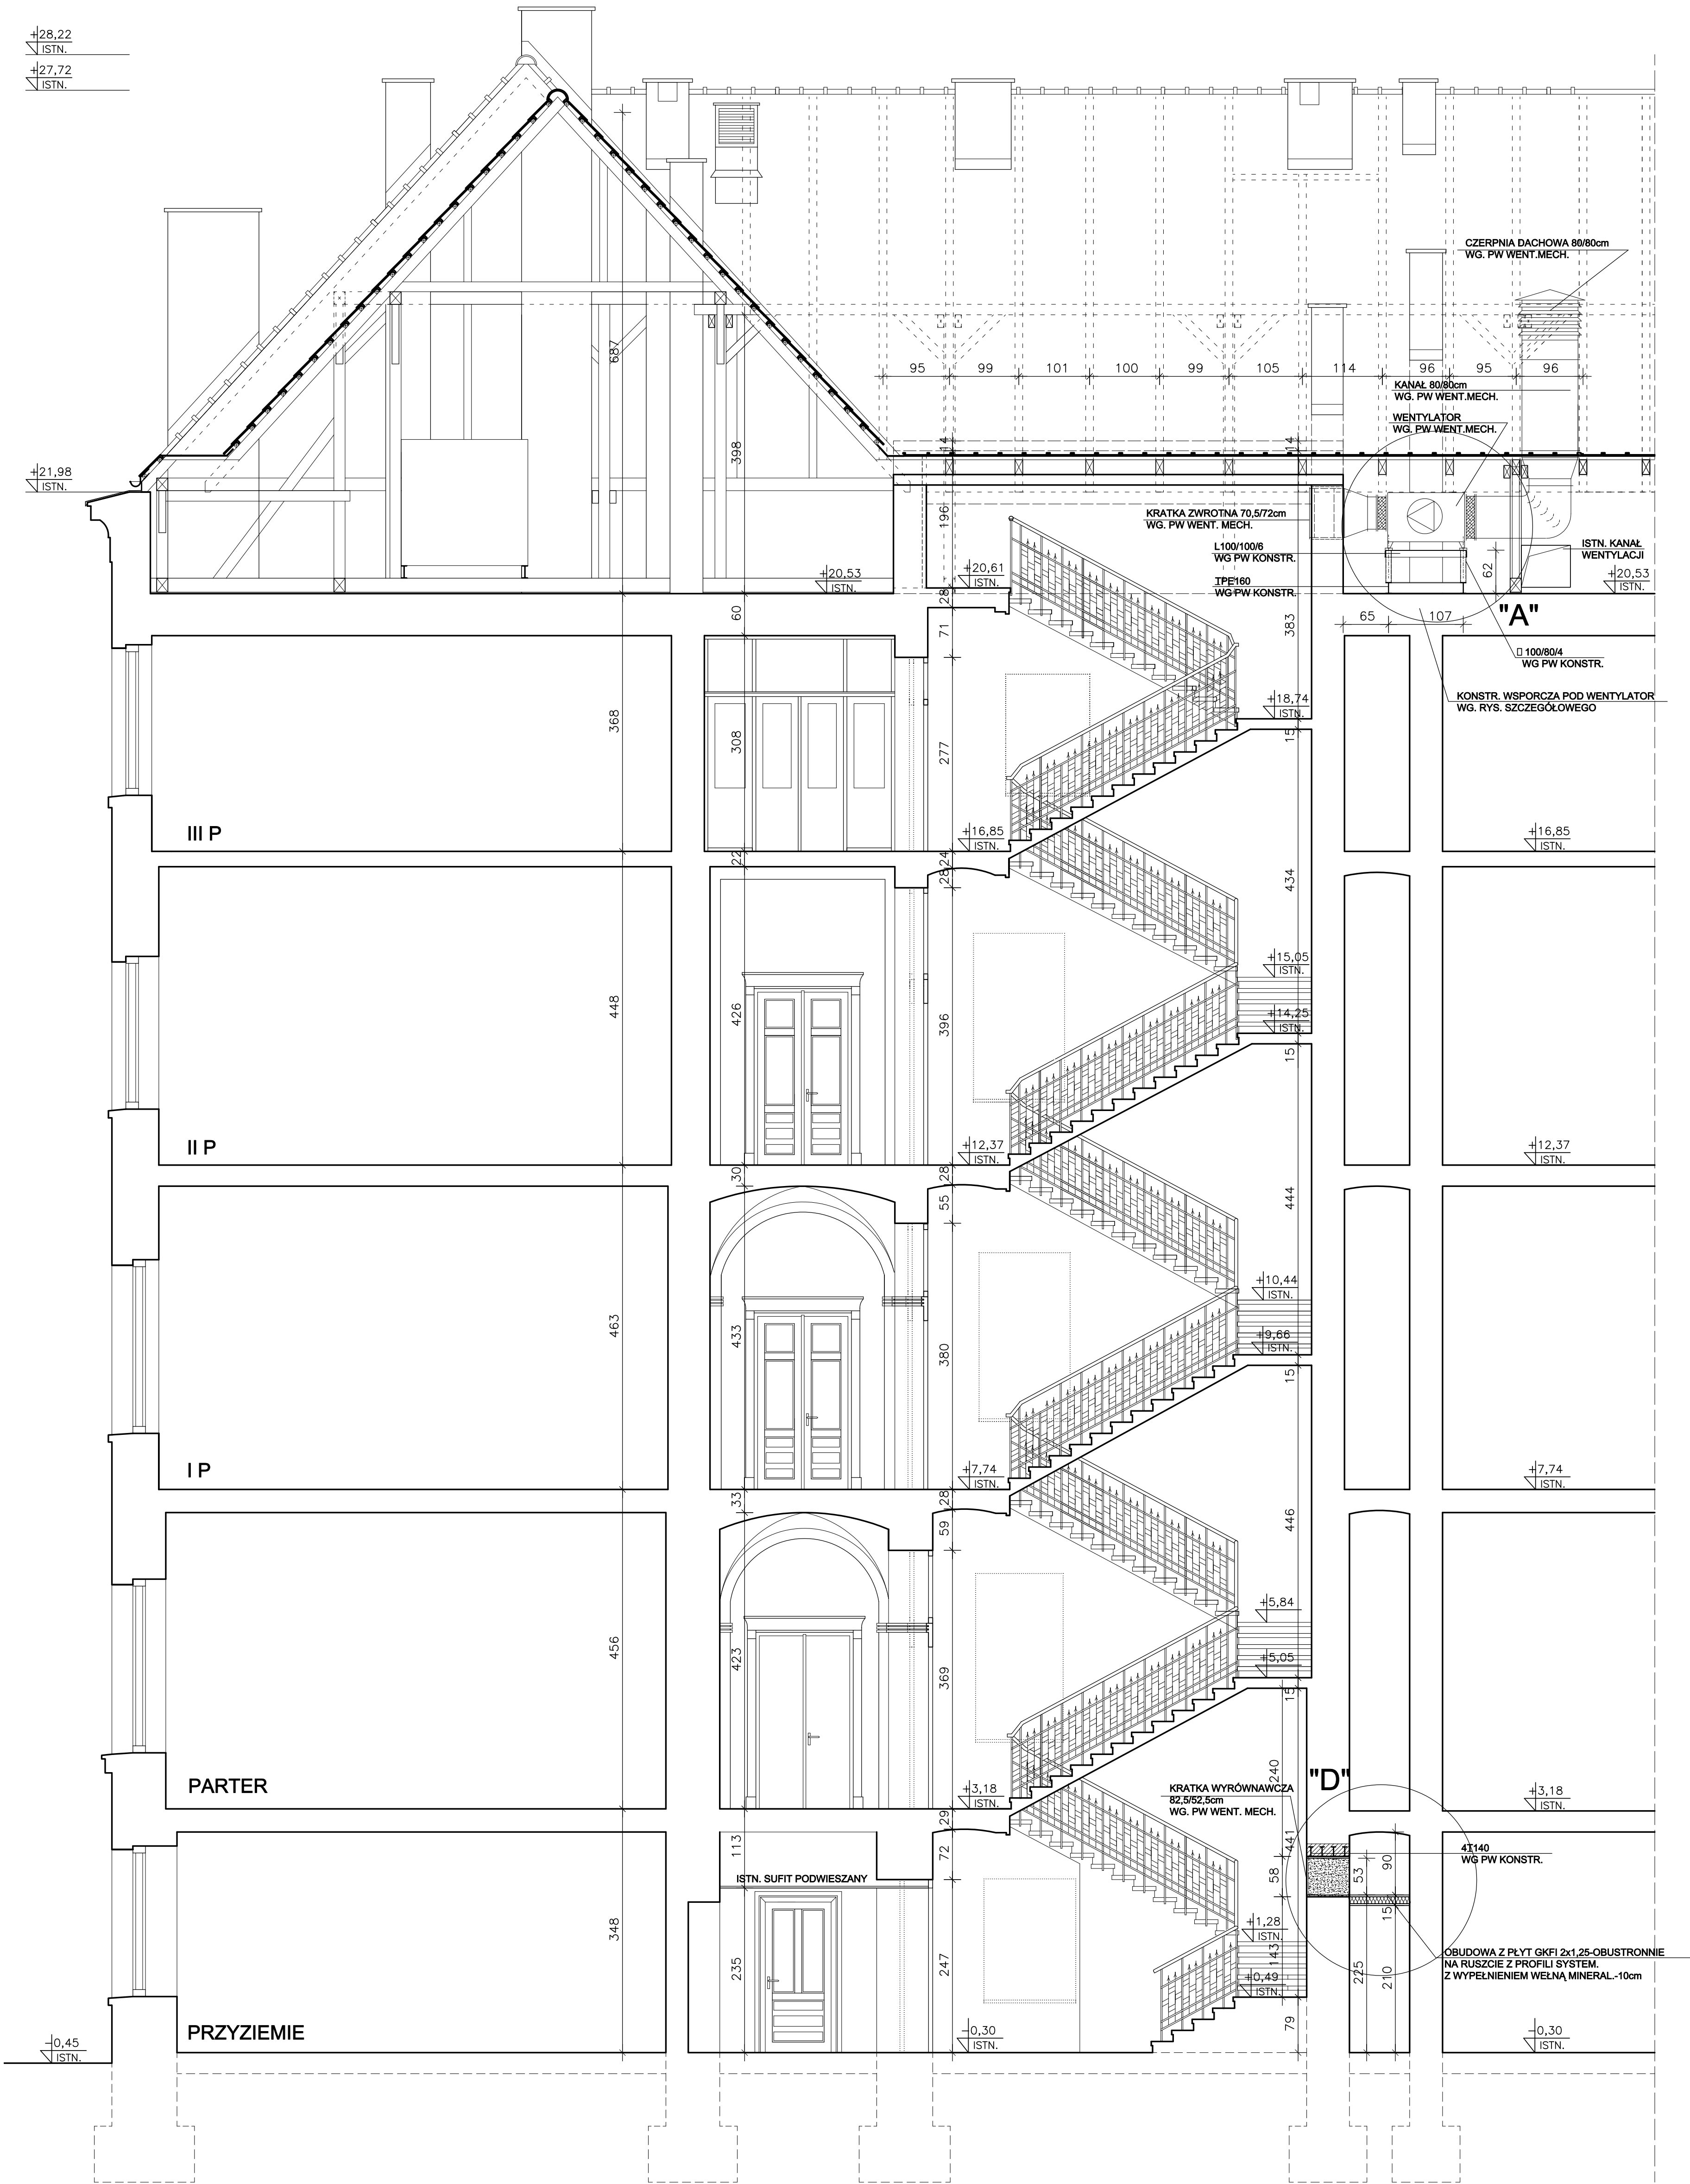 +28,22
ISTN.
+27,72
ISTN.
CZERPNIA DACHOWA 80/80cm
WG. PW WENT.MECH.
687
95 99 101 100 99 105 114 96 95 96
KANAŁ 80/80cm
WG. PW WENT.MECH.
WENTYLATOR
WG. PW WENT.MECH.
398
14
14
+21,98
ISTN.
196
KRATKA ZWROTNA 70,5/72cm
WG. PW WENT. MECH.
L100/100/6
WG PW KONSTR.
ISTN. KANAŁ
WENTYLACJI
+20,53
ISTN.
+20,61
ISTN.
TPE160
WG PW KONSTR.
62
+20,53
ISTN.
"A"
60
28
71
383
65 107
100/80/4
WG PW KONSTR.
KONSTR. WSPORCZA POD WENTYLATOR
WG. RYS. SZCZEGÓŁOWEGO
+18,74
ISTN.
368
308
277
15
III P
+16,85
ISTN.
+16,85
ISTN.
22
24
28
434
+15,05
ISTN.
448
426
396
+14,25
ISTN.
15
II P
+12,37
ISTN.
+12,37
ISTN.
30
28
55
444
+10,44
ISTN.
463
433
380
+9,66
ISTN.
15
I P
+7,74
ISTN.
+7,74
ISTN.
33
28
59
446
+5,84
ISTN.
456
423
369
+5,05
ISTN.
15
PARTER
+3,18
ISTN.
240
"D"
KRATKA WYRÓWNAWCZA
82,5/52,5cm
WG. PW WENT. MECH.
+3,18
ISTN.
113
29
72
441
58
53
90
4T140
WG PW KONSTR.
ISTN. SUFIT PODWIESZANY
15
+1,28
ISTN.
348
235
247
143
225
210
OBUDOWA Z PŁYT GKFI 2x1,25-OBUSTRONNIE
NA RUSZCIE Z PROFILI SYSTEM.
Z WYPEŁNIENIEM WEŁNĄ MINERAL.-10cm
+0,49
ISTN.
79
PRZYZIEMIE
-0,45
ISTN.
-0,30
ISTN.
-0,30
ISTN.